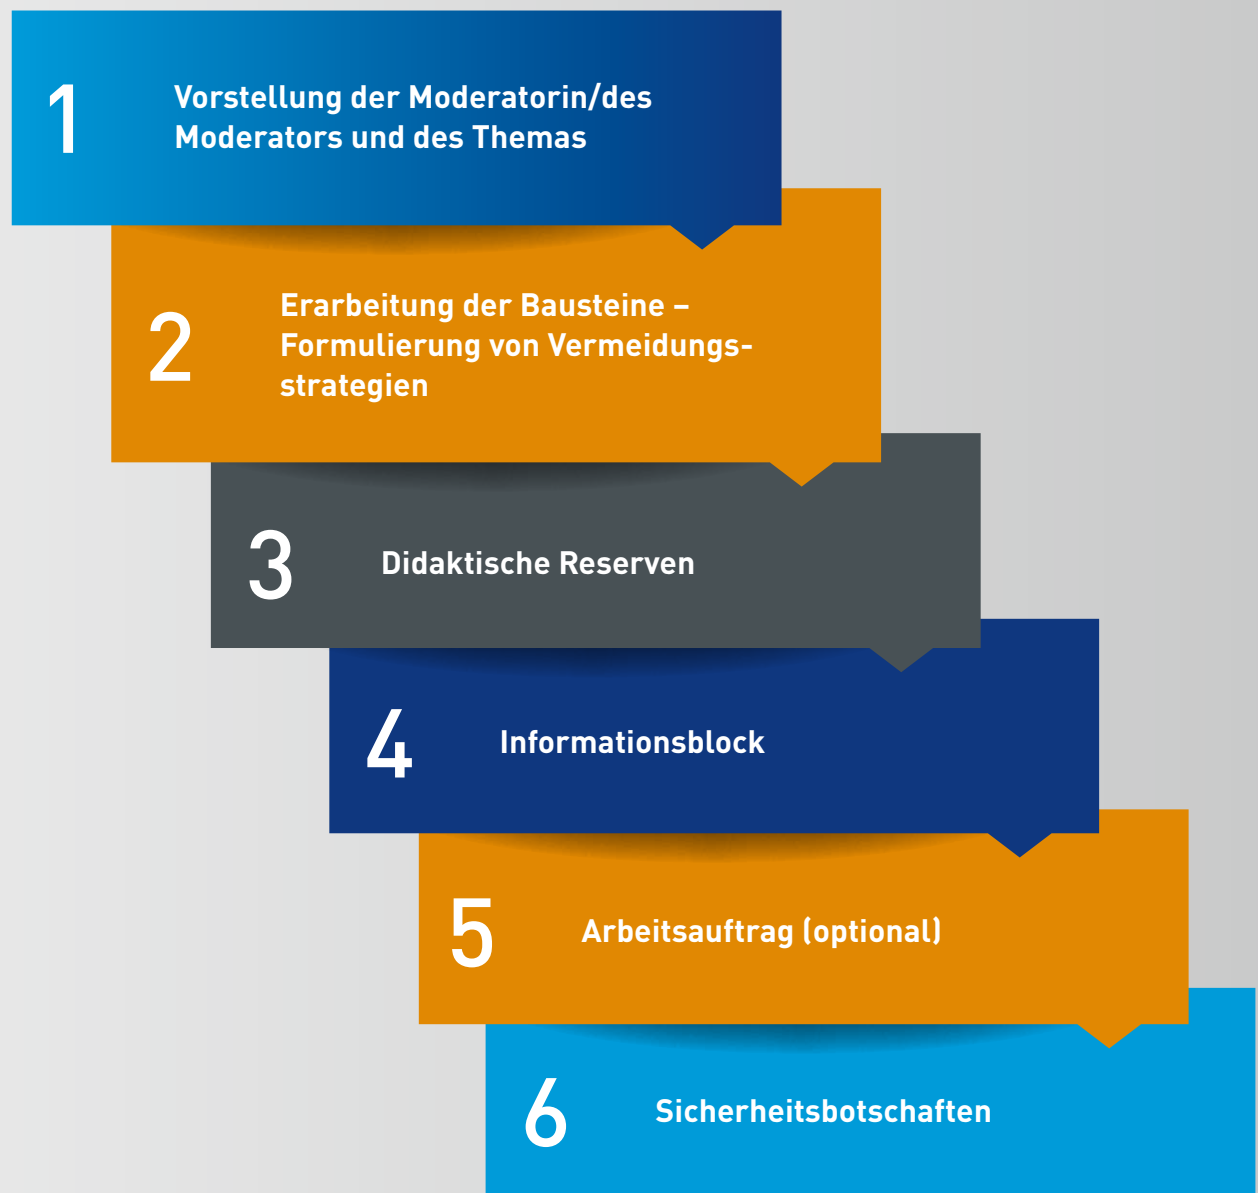 1
Vorstellung der Moderatorin/des
Moderators und des Themas
2
Erarbeitung der Bausteine –
Formulierung von Vermeidungs-
strategien
3
Didaktische Reserven
4
Informationsblock
5
Arbeitsauftrag (optional)
6
Sicherheitsbotschaften